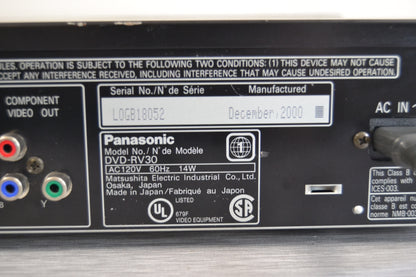 RULES. OPERATION IS SUBJECT TO THE FOLLOWING TWO CONDITIONS: (1) THIS DEVICE MAY NOT CAUSE
ACCEPT ANY INTERFERENCE RECEIVED, INCLUDING INTERFERENCE THAT MAY CAUSE UNDESIRED OPERATION.
COMPONENT
VIDEO OUT
Serial No./N° de Série
Manufactured
LOGB18052
December, 2000
AC IN
Panasonic
Model No./N° de Modèle
DVD-RV30
AC120V 60Hz 14W
Matsushita Electric Industrial Co., Ltd.
Osaka, Japan
Made in Japan/Fabriqué au Japon
UL
LISTED
679F
VIDEO EQUIPMENT
B
Y
This Class B
complies with
ICES-003.
Cet appareil nu
classe B est con
NMB-003